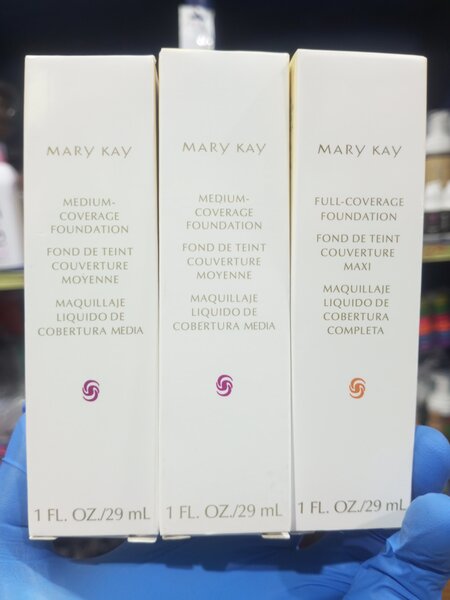 MARY KAY
MEDIUM-
COVERAGE
FOUNDATION
FOND DE TEINT
COUVERTURE
MOYENNE
MAQUILLAJE
LIQUIDO DE
COBERTURA MEDIA
1 FL. OZ./29 mL
MARY KAY
MEDIUM-
COVERAGE
FOUNDATION
FOND DE TEINT
COUVERTURE
MOYENNE
MAQUILLAJE
LIQUIDO DE
COBERTURA MEDIA
1 FL. OZ./29 mL
MARY KAY
FULL-COVERAGE
FOUNDATION
FOND DE TEINT
COUVERTURE
MAXI
MAQUILLAJE
LIQUIDO DE
COBERTURA
COMPLETA
1 FL. OZ./29 mL